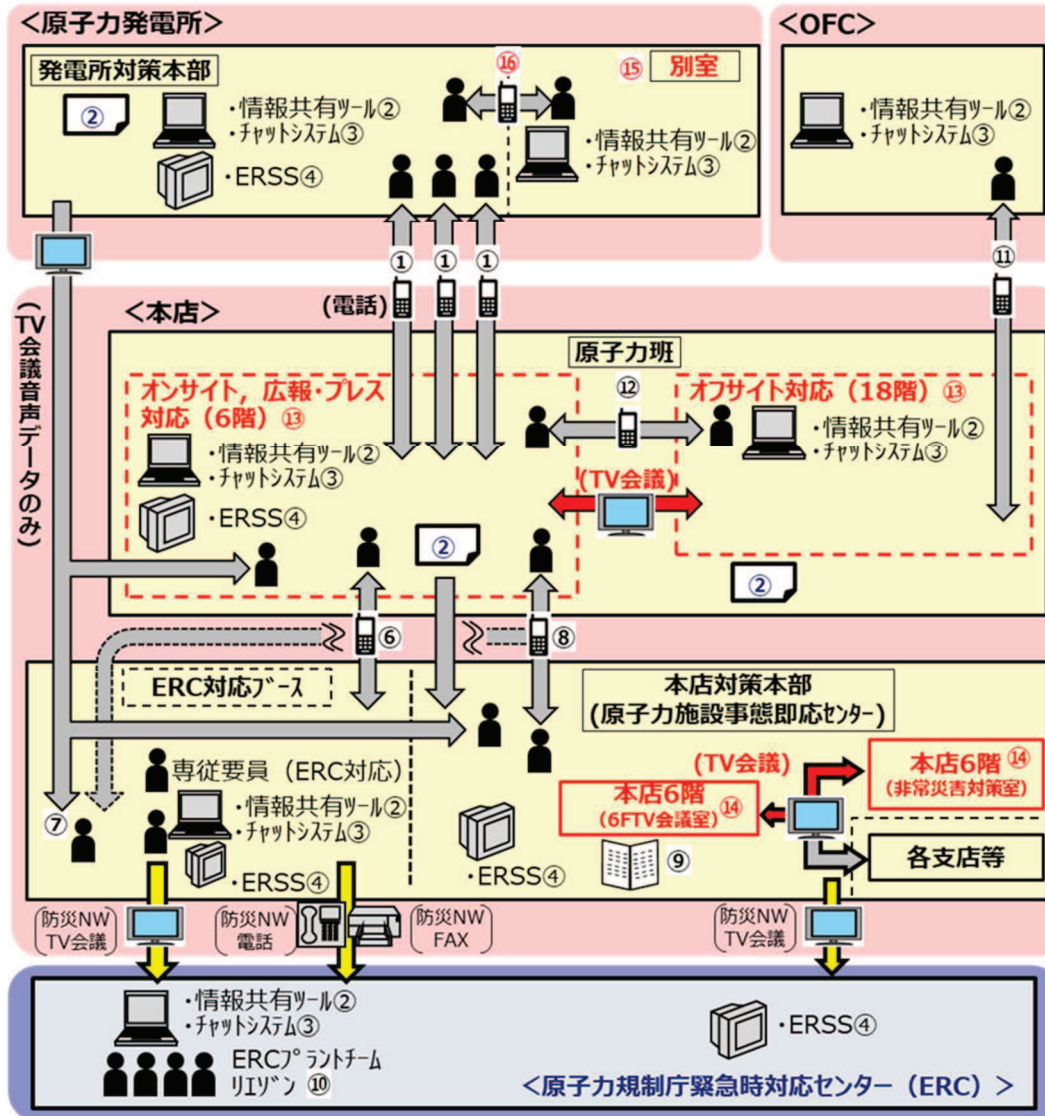 <原子力発電所>
発電所対策本部
②
・情報共有ツール②
・チャットシステム③
・ERSS④
⑯
⑮ 別室
・情報共有ツール②
・チャットシステム③
<OFC>
・情報共有ツール②
・チャットシステム③
① ① ①
⑪
(TV会議音声データのみ)
<本店>
(電話)
原子力班
オンサイト，広報・プレス
対応（6階）⑬
・情報共有ツール②
・チャットシステム③
・ERSS④
⑫
オフサイト対応（18階）⑬
・情報共有ツール②
・チャットシステム③
(TV会議)
②
②
⑥
⑧
ERC対応ブース
本店対策本部
(原子力施設事態即応センター)
専従要員（ERC対応）
・情報共有ツール②
・チャットシステム③
・ERSS④
⑦
・ERSS④
(TV会議)
本店6階
(6FTV会議室)⑭
本店6階⑭
(非常災害対策室)
⑨
各支店等
防災NW
TV会議
防災NW
電話
防災NW
FAX
防災NW
TV会議
・情報共有ツール②
・チャットシステム③
ERCプラントチーム
リエゾン ⑩
・ERSS④
<原子力規制庁緊急時対応センター（ERC）>